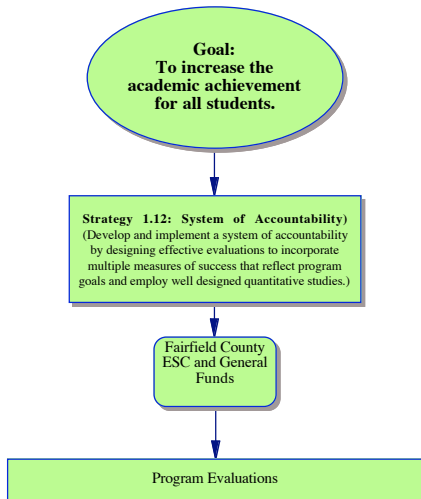 Goal:
To increase the
academic achievement
for all students.
Strategy 1.12: System of Accountability)
(Develop and implement a system of accountability
by designing effective evaluations to incorporate
multiple measures of success that reflect program
goals and employ well designed quantitative studies.)
Fairfield County
ESC and General
Funds
Program Evaluations